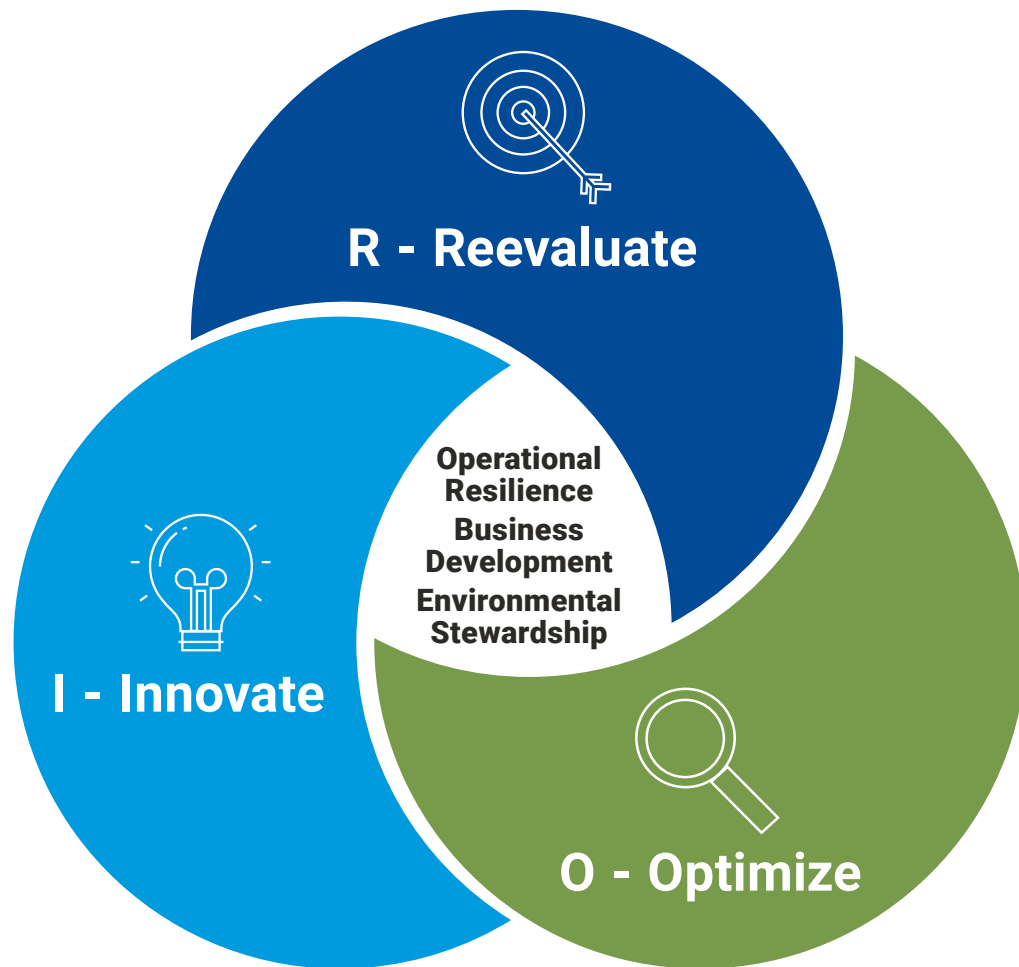 R - Reevaluate
Operational
Resilience
Business
Development
Environmental
Stewardship
I - Innovate
O - Optimize